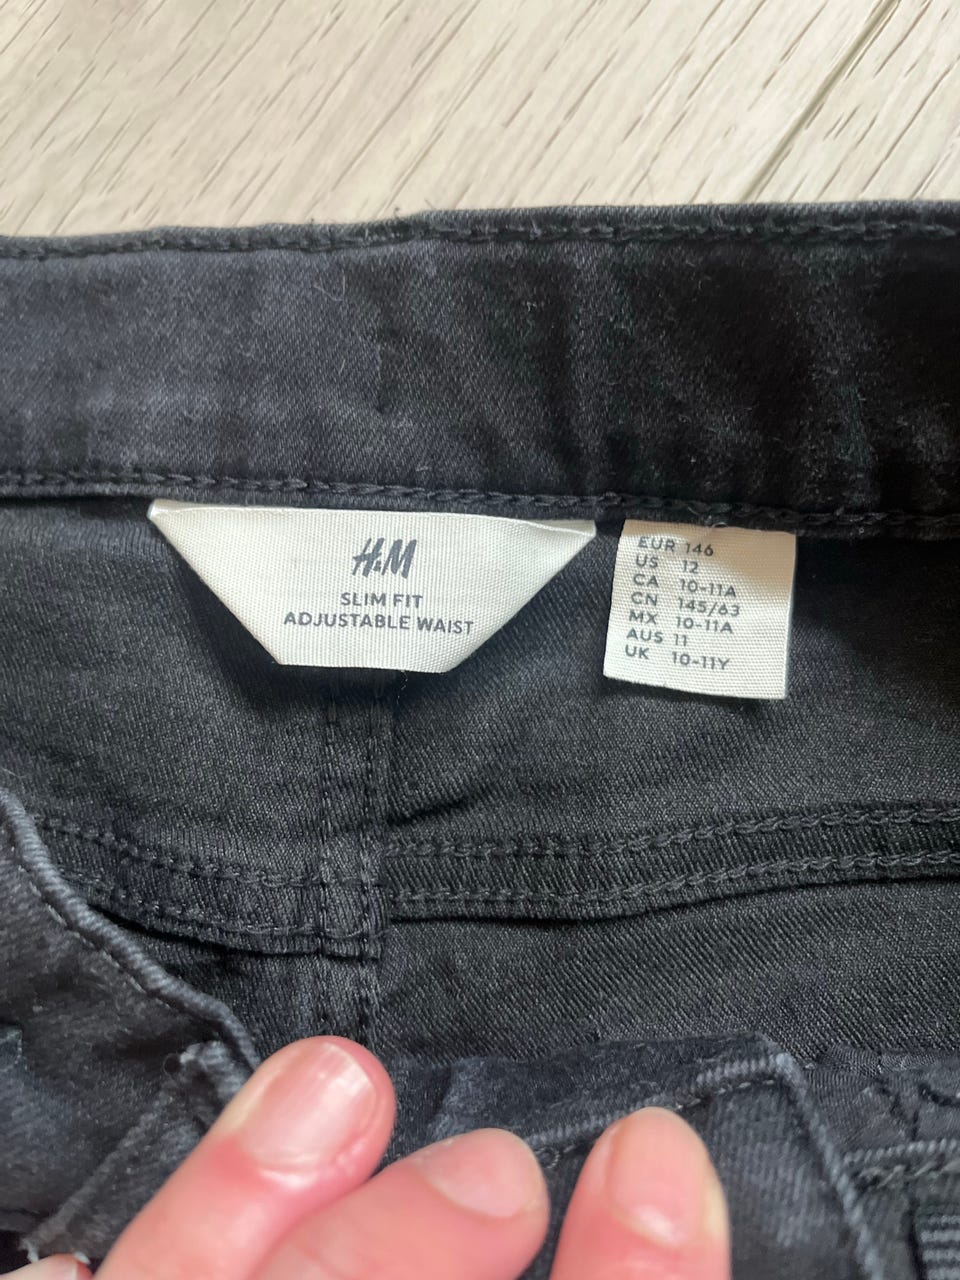 H&M
SLIM FIT
ADJUSTABLE WAIST
EUR 146
US 12
CA 10-11A
CN 145/63
MX 10-11A
AUS 11
UK 10-11Y